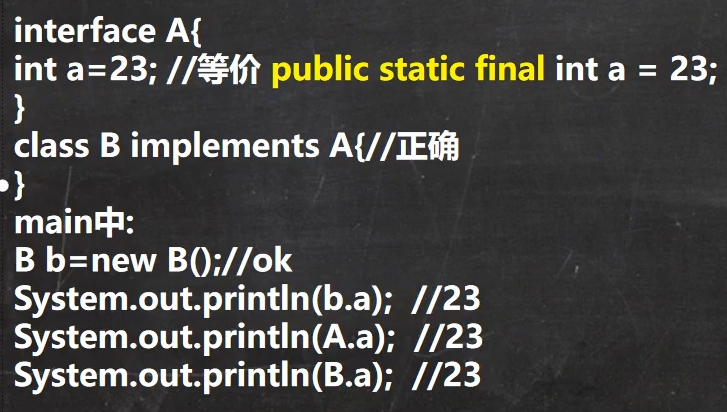 interface A{
int a=23; //等价 public static final int a = 23;
}
class B implements A{//正确
}
main中:
B b=new B();//ok
System.out.println(b.a);  //23
System.out.println(A.a);  //23
System.out.println(B.a);  //23